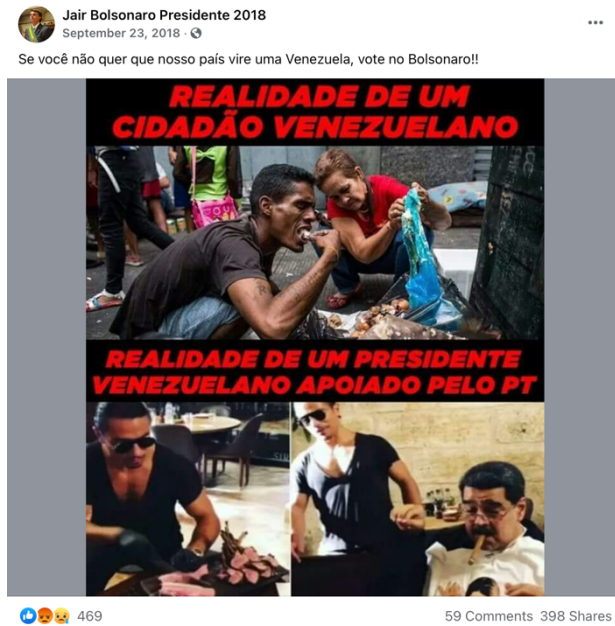 Jair Bolsonaro Presidente 2018
September 23, 2018 ·
Se você não quer que nosso país vire uma Venezuela, vote no Bolsonaro!!
REALIDADE DE UM
CIDADÃO VENEZUELANO
REALIDADE DE UM PRESIDENTE
VENEZUELANO APOIADO PELO PT
469
59 Comments 398 Shares